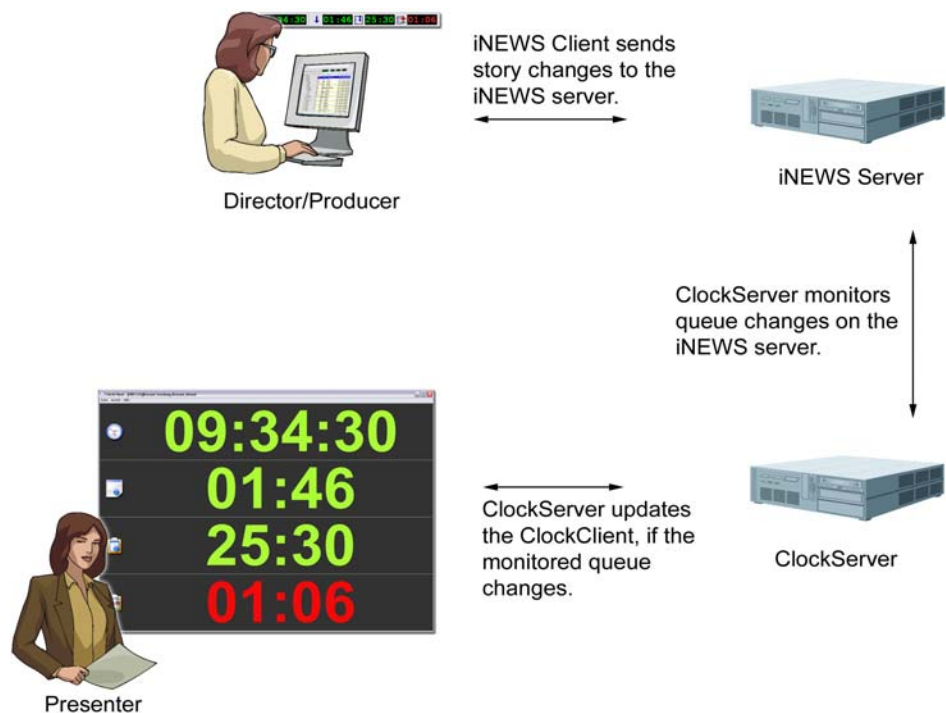 01:46 25:30 01:06
iNEWS Client sends
story changes to the
iNEWS server.
Director/Producer
iNEWS Server
ClockServer monitors
queue changes on the
iNEWS server.
09:34:30
01:46
25:30
01:06
ClockServer updates
the ClockClient, if the
monitored queue
changes.
ClockServer
Presenter